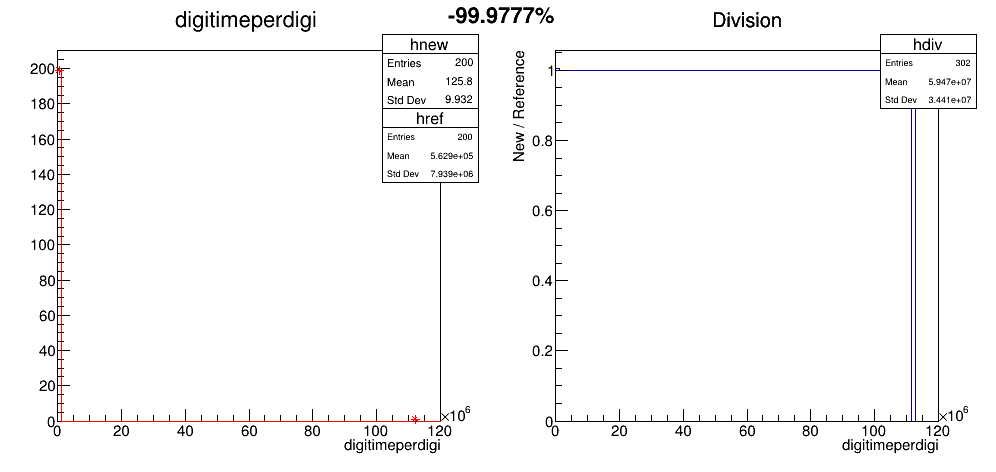 digitimeperdigi
-99.9777%
Division
hnew
Entries 200
Mean 125.8
Std Dev 9.932
href
Entries 200
Mean 5.629e+05
Std Dev 7.939e+06
200
180
160
140
120
100
80
60
40
20
0
0 20 40 60 80 100 120
×10⁶
digitimeperdigi
hdiv
Entries 302
Mean 5.947e+07
Std Dev 3.441e+07
New / Reference
1
0.8
0.6
0.4
0.2
0
0 20 40 60 80 100 120
×10⁶
digitimeperdigi